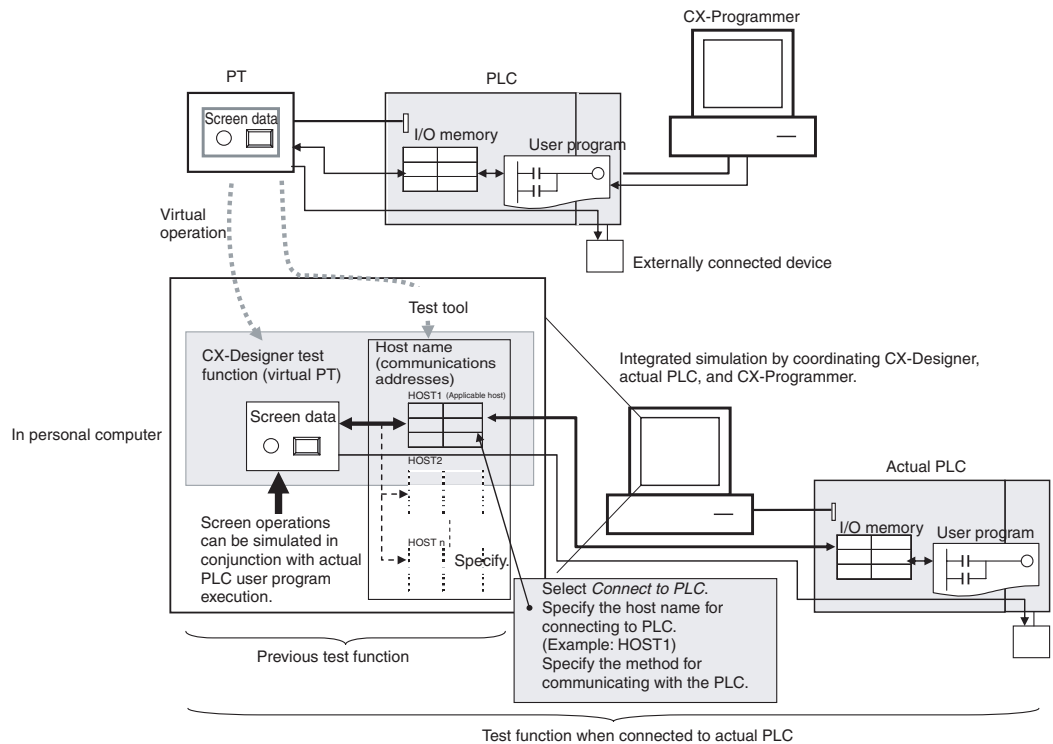 CX-Programmer
PT
PLC
Screen data
I/O memory
User program
Virtual
operation
Externally connected device
Test tool
CX-Designer test
function (virtual PT)
Host name
(communications
addresses)
HOST1 (Applicable host)
Integrated simulation by coordinating CX-Designer,
actual PLC, and CX-Programmer.
Screen data
In personal computer
HOST2
Actual PLC
Screen operations
can be simulated in
conjunction with actual
PLC user program
execution.
HOST n
Specify.
I/O memory
User program
Select Connect to PLC.
Specify the host name for
connecting to PLC.
(Example: HOST1)
Specify the method for
communicating with the PLC.
Previous test function
Test function when connected to actual PLC